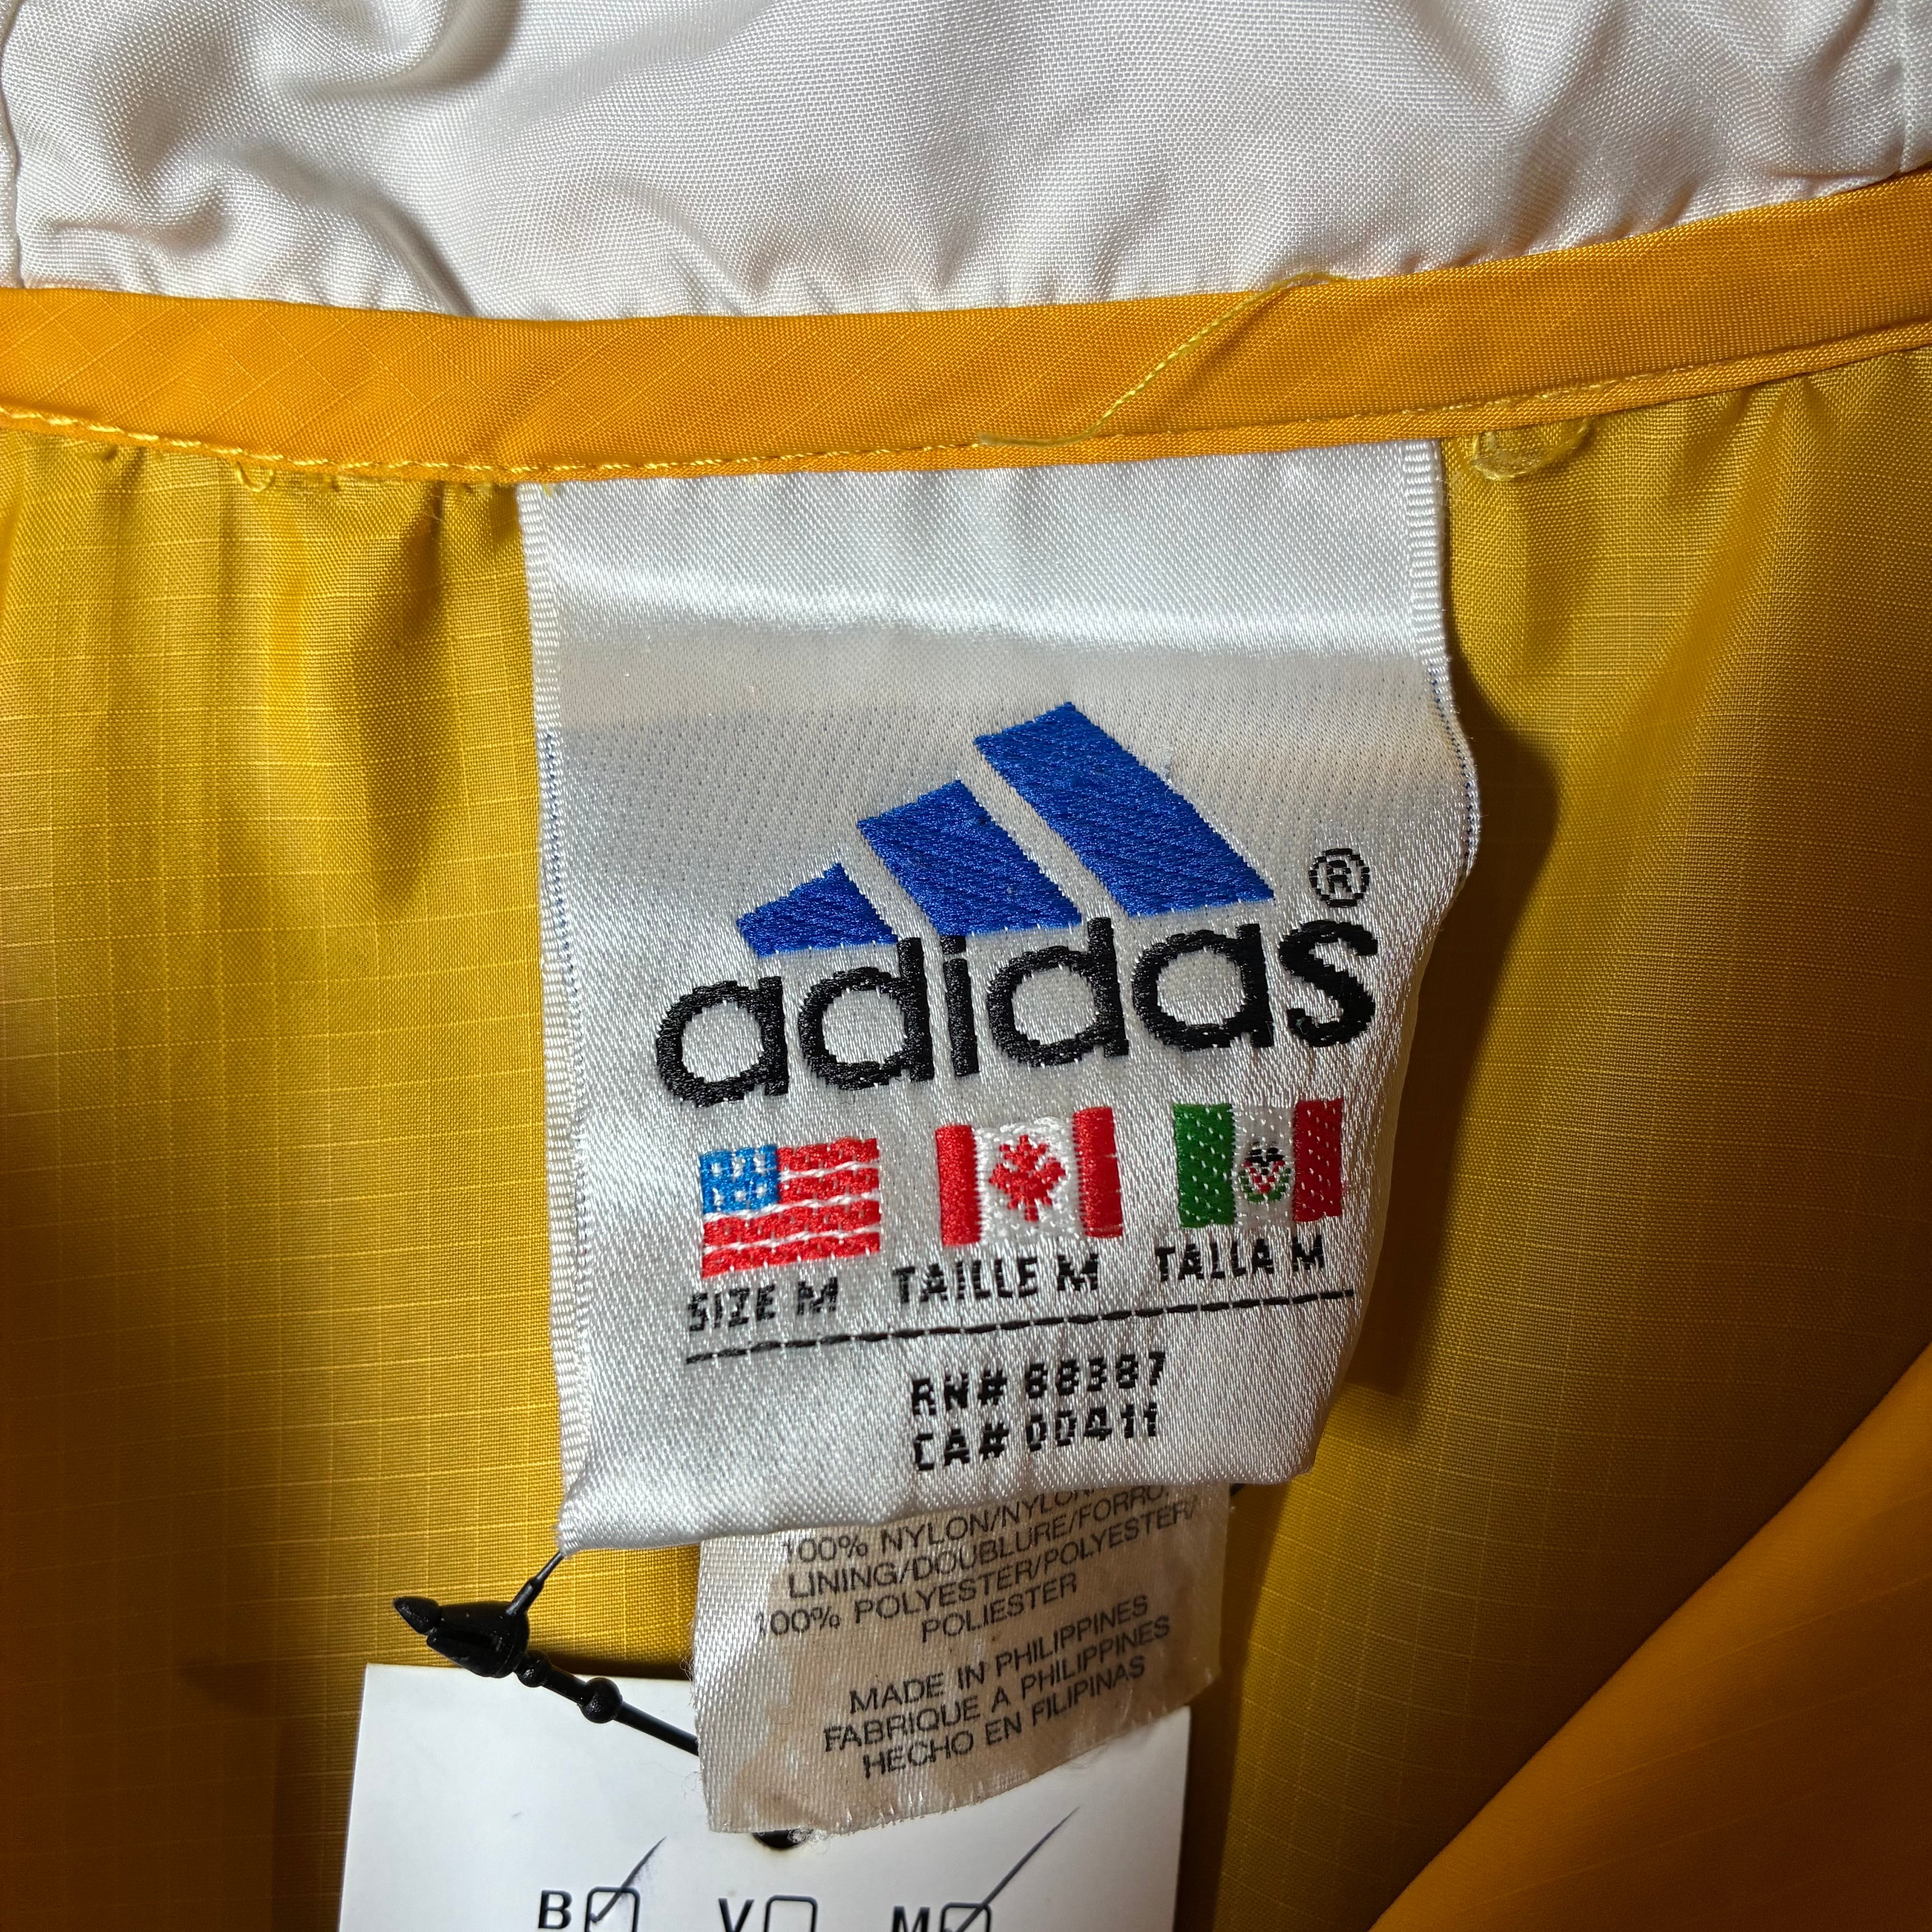 adidas®
SIZE M TAILLE M TALLA M
RN# 88387
CA# 00411
100% NYLON/NYLON
LINING/DOUBLURE/FORRO.
100% POLYESTER/POLYESTER/
POLIESTER
MADE IN PHILIPPINES
FABRIQUE A PHILIPPINES
HECHO EN FILIPINAS
B V M